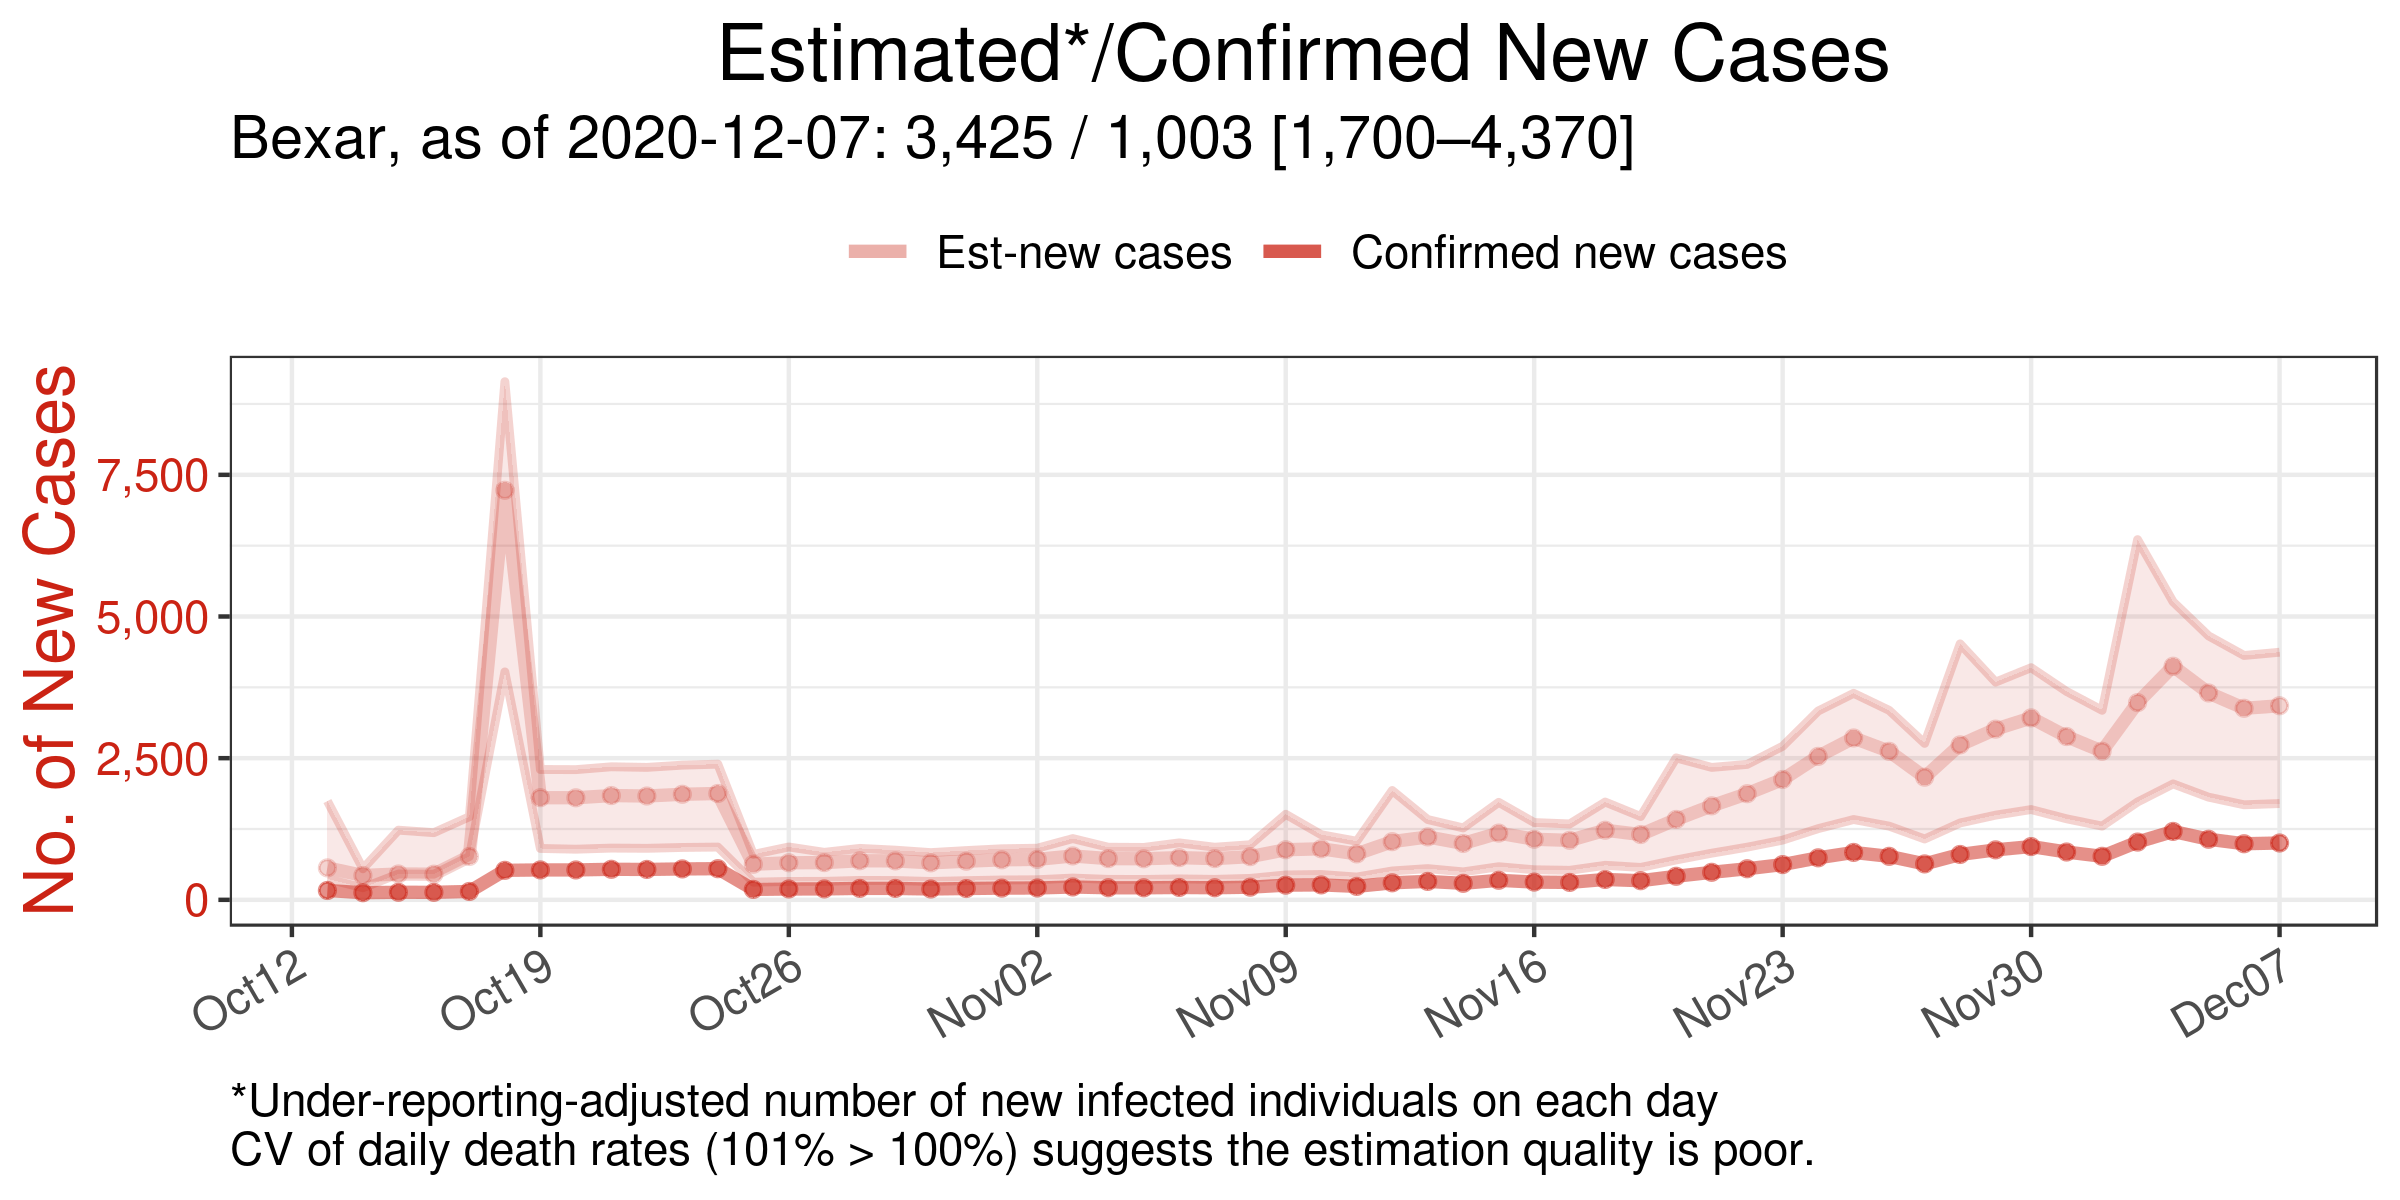 Estimated*/Confirmed New Cases
Bexar, as of 2020-12-07: 3,425 / 1,003 [1,700–4,370]
Est-new cases
Confirmed new cases
No. of New Cases
7,500
5,000
2,500
0
Oct12
Oct19
Oct26
Nov02
Nov09
Nov16
Nov23
Nov30
Dec07
*Under-reporting-adjusted number of new infected individuals on each day
CV of daily death rates (101% > 100%) suggests the estimation quality is poor.